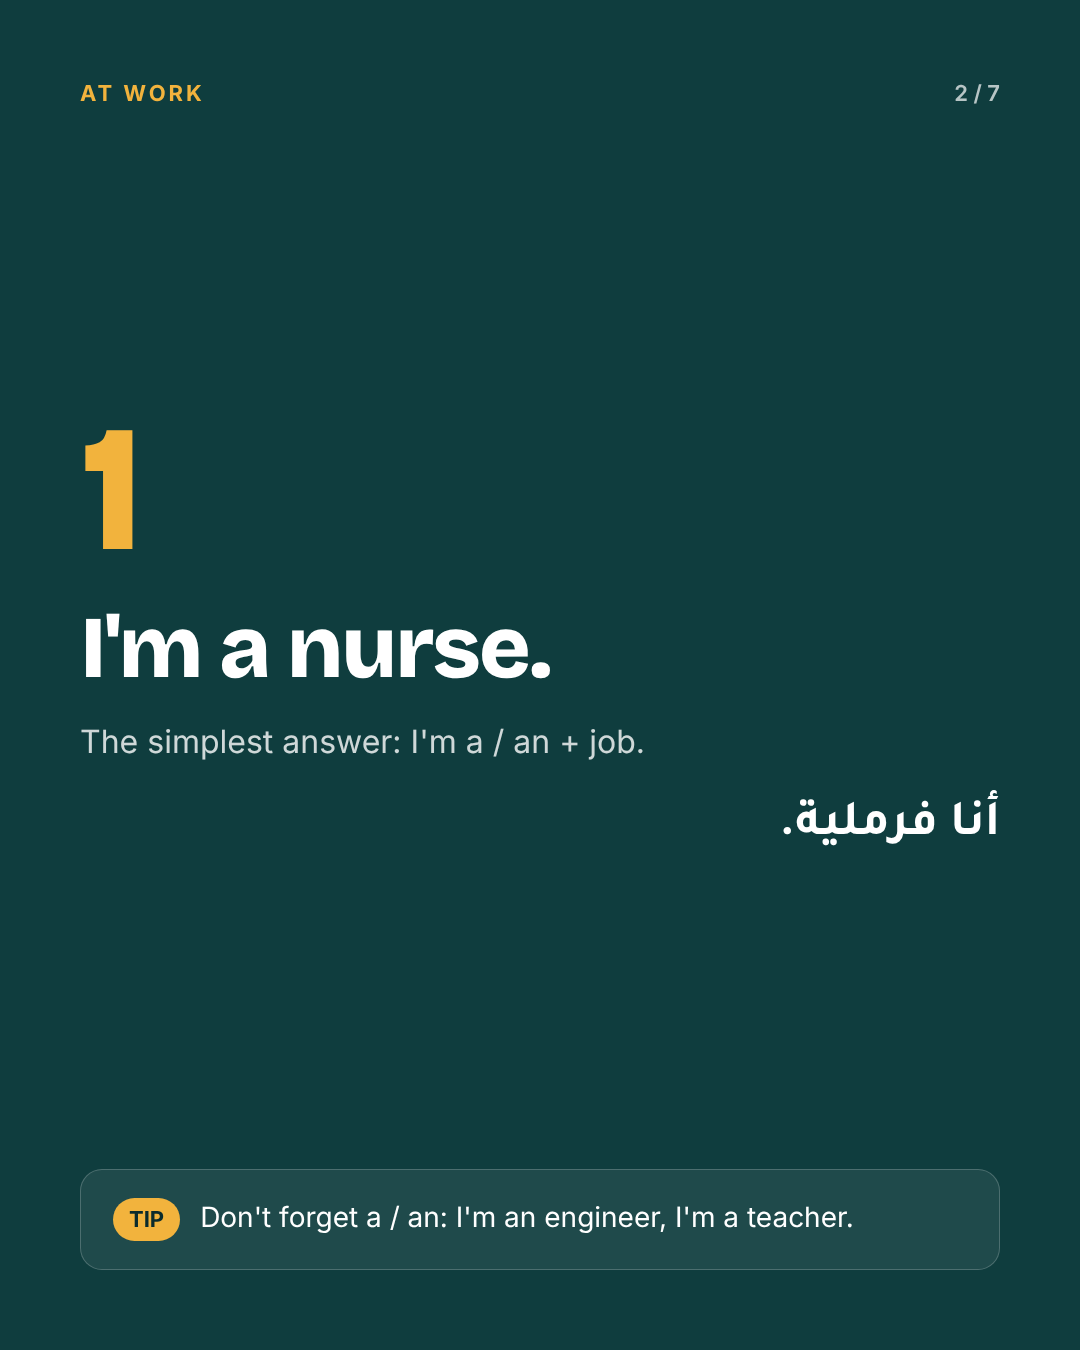 AT WORK
2 / 7
1
I'm a nurse.
The simplest answer: I'm a / an + job.
أنا فرملية.
TIP Don't forget a / an: I'm an engineer, I'm a teacher.